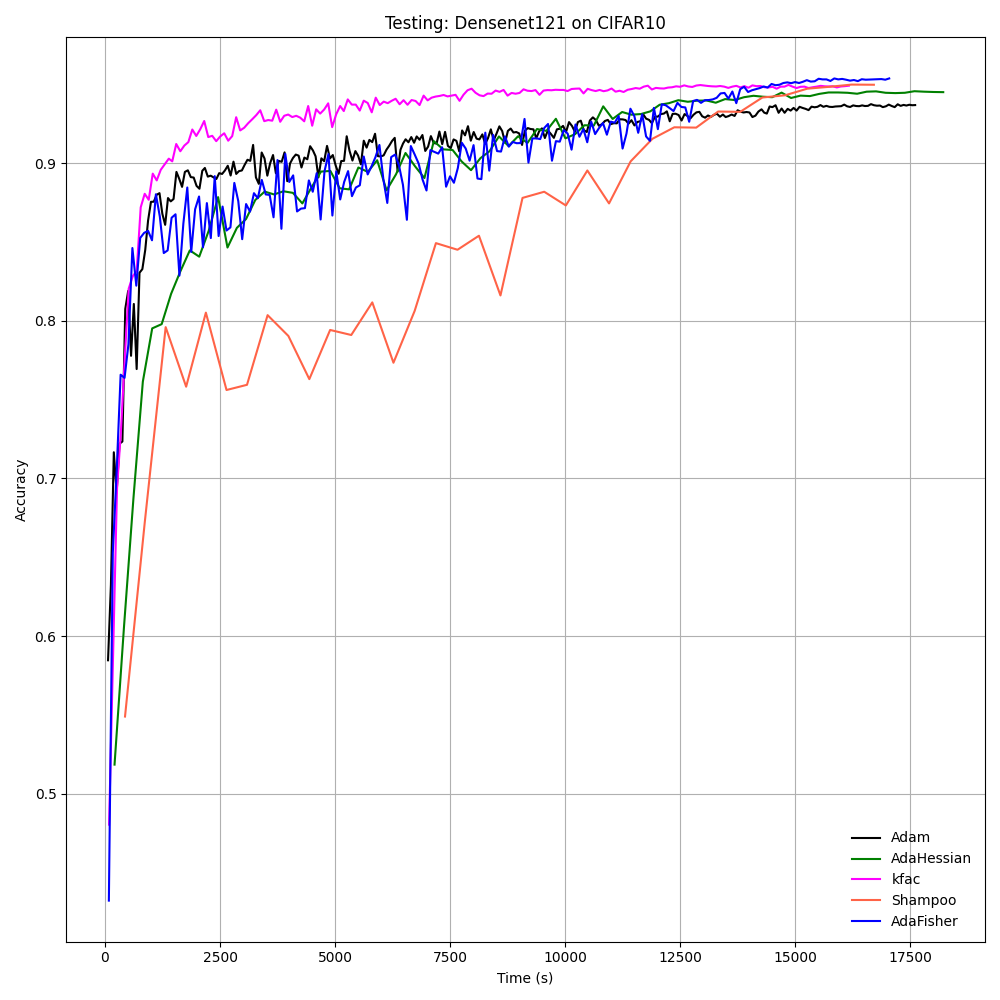 Testing: Densenet121 on CIFAR10
Accuracy
0.9
0.8
0.7
0.6
0.5
0
2500
5000
7500
10000
12500
15000
17500
Time (s)
Adam
AdaHessian
kfac
Shampoo
AdaFisher